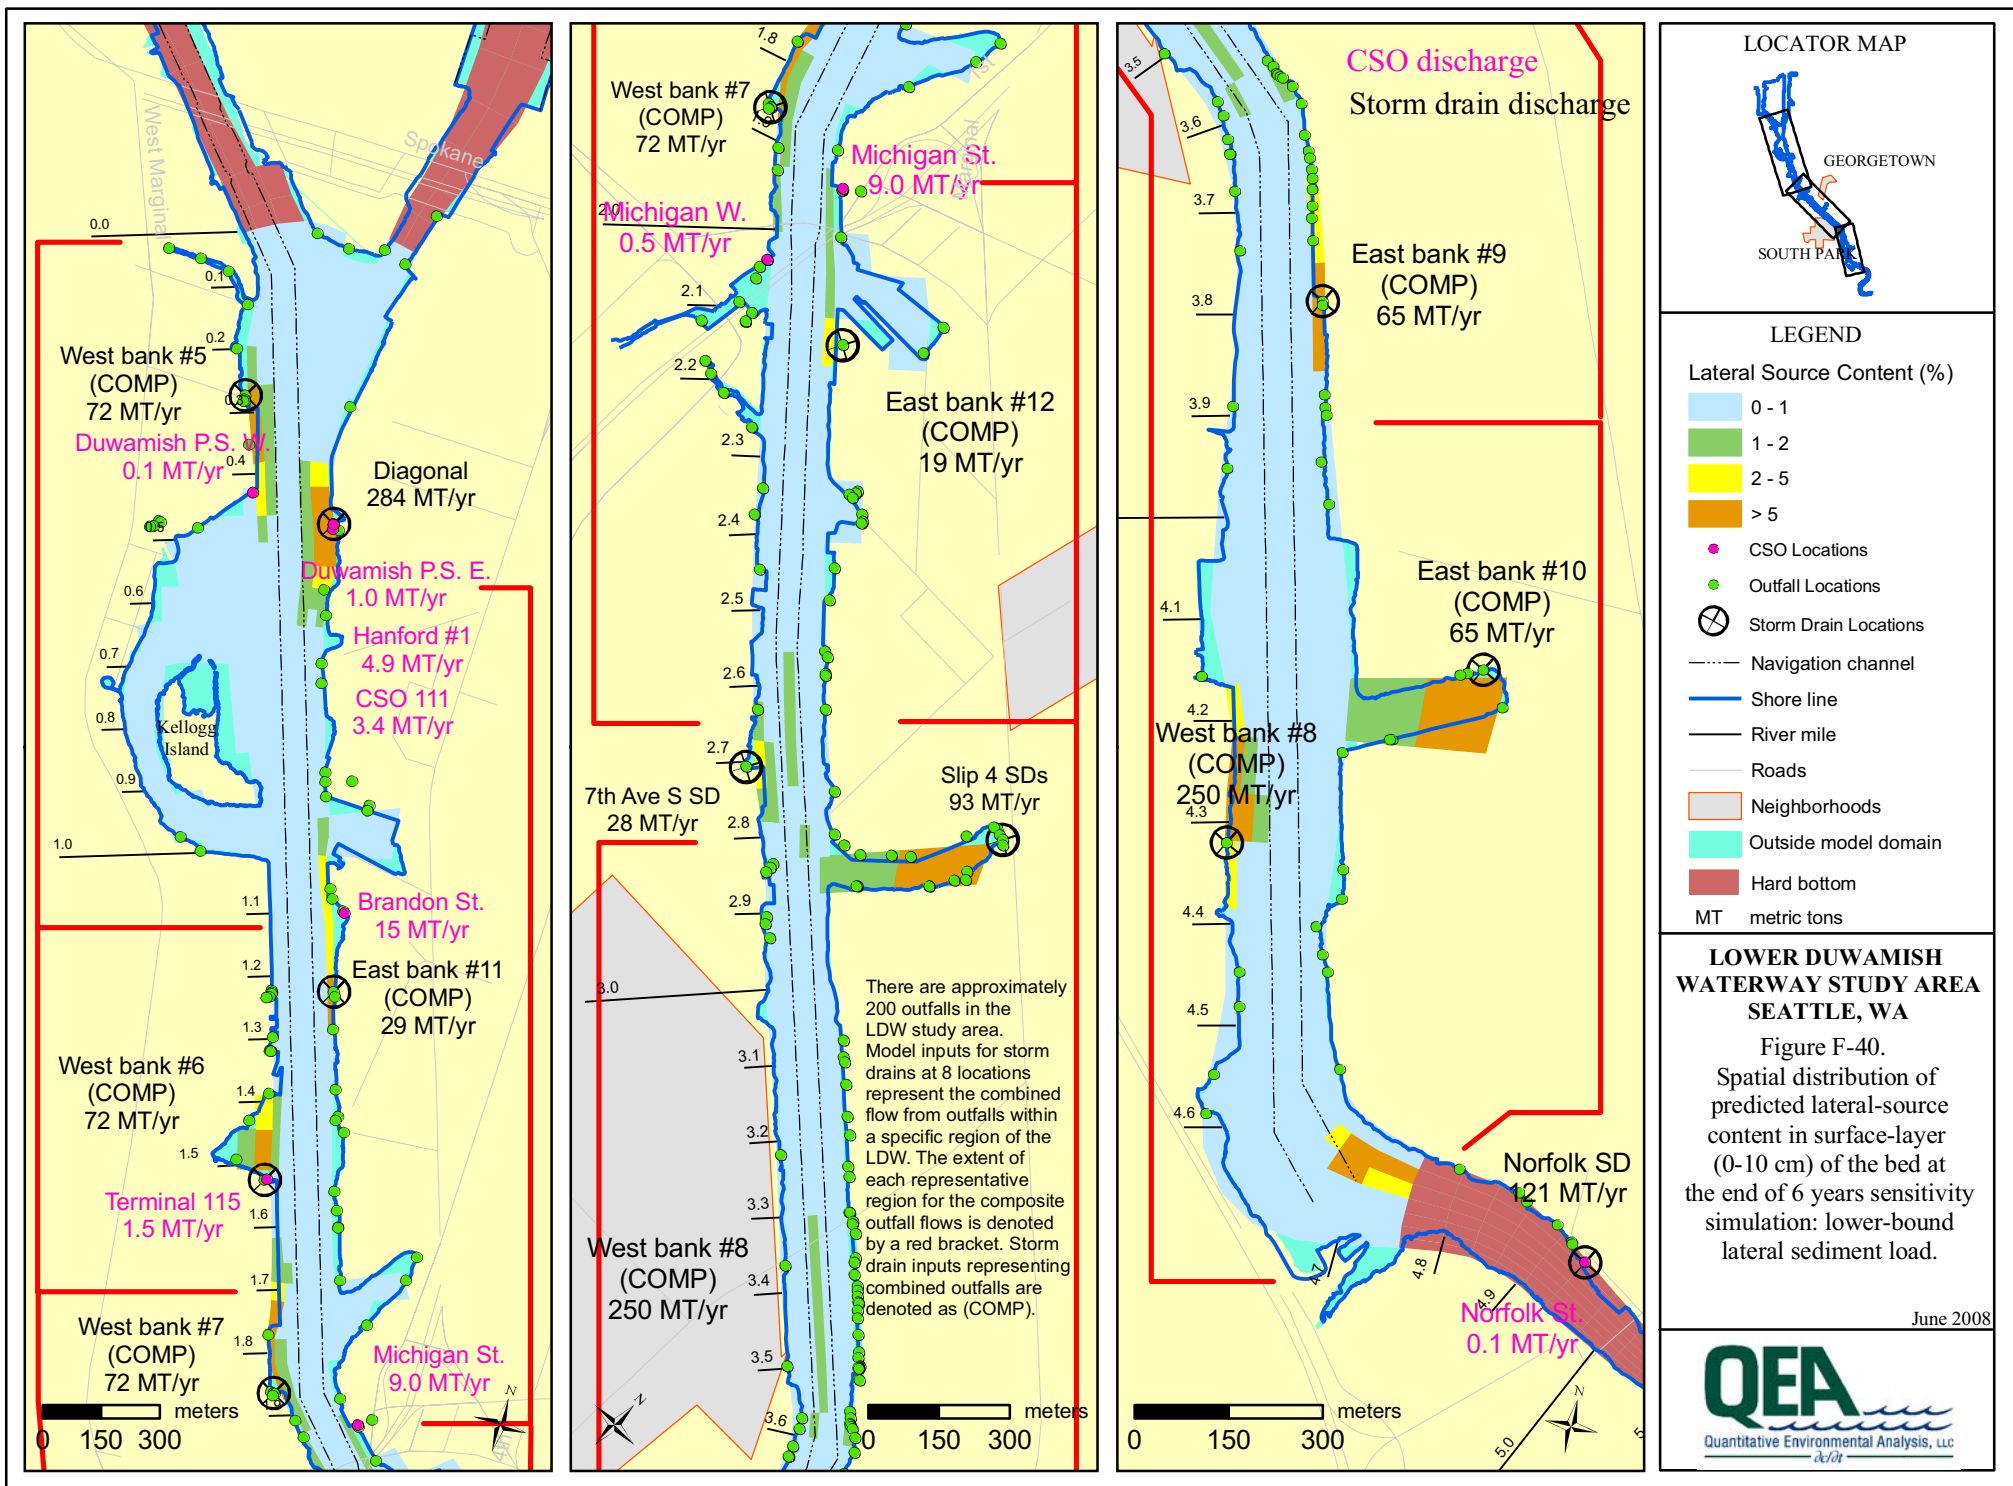 West Marginal
Spokane
0.0
0.1
0.2
West bank #5
(COMP)
72 MT/yr
0.3
Duwamish P.S. W.
0.1 MT/yr
0.4
Diagonal
284 MT/yr
0.5
Duwamish P.S. E.
1.0 MT/yr
0.6
Hanford #1
4.9 MT/yr
0.7
CSO 111
3.4 MT/yr
0.8
Kellogg
Island
0.9
1.0
1.1
Brandon St.
15 MT/yr
1.2
East bank #11
(COMP)
29 MT/yr
1.3
West bank #6
(COMP)
72 MT/yr
1.4
1.5
Terminal 115
1.5 MT/yr
1.6
1.7
West bank #7
(COMP)
72 MT/yr
1.8
Michigan St.
9.0 MT/yr
1.9
4th
N
meters
0 150 300
1.8
1st
West bank #7
(COMP)
72 MT/yr
1.9
Marginal
Michigan St.
9.0 MT/yr
2.0
Michigan W.
0.5 MT/yr
2.1
2.2
East bank #12
(COMP)
19 MT/yr
2.3
2.4
2.5
2.6
2.7
7th Ave S SD
28 MT/yr
Slip 4 SDs
93 MT/yr
2.8
2.9
3.0
There are approximately
200 outfalls in the
LDW study area.
Model inputs for storm
drains at 8 locations
represent the combined
flow from outfalls within
a specific region of the
LDW. The extent of
each representative
region for the composite
outfall flows is denoted
by a red bracket. Storm
drain inputs representing
combined outfalls are
denoted as (COMP).
3.1
3.2
3.3
West bank #8
(COMP)
250 MT/yr
3.4
3.5
3.6
N
meters
0 150 300
CSO discharge
Storm drain discharge
3.5
3.6
3.7
East bank #9
(COMP)
65 MT/yr
3.8
3.9
4.1
East bank #10
(COMP)
65 MT/yr
4.2
West bank #8
(COMP)
250 MT/yr
4.3
4.4
4.5
4.6
Norfolk SD
121 MT/yr
4.7
4.8
4.9
Norfolk St.
0.1 MT/yr
5.0
N
meters
0 150 300
LOCATOR MAP
GEORGETOWN
SOUTH PARK
LEGEND
Lateral Source Content (%)
0 - 1
1 - 2
2 - 5
> 5
CSO Locations
Outfall Locations
Storm Drain Locations
Navigation channel
Shore line
River mile
Roads
Neighborhoods
Outside model domain
Hard bottom
MT metric tons
LOWER DUWAMISH
WATERWAY STUDY AREA
SEATTLE, WA
Figure F-40.
Spatial distribution of
predicted lateral-source
content in surface-layer
(0-10 cm) of the bed at
the end of 6 years sensitivity
simulation: lower-bound
lateral sediment load.
June 2008
QEA
Quantitative Environmental Analysis, LLC
∂c/∂t